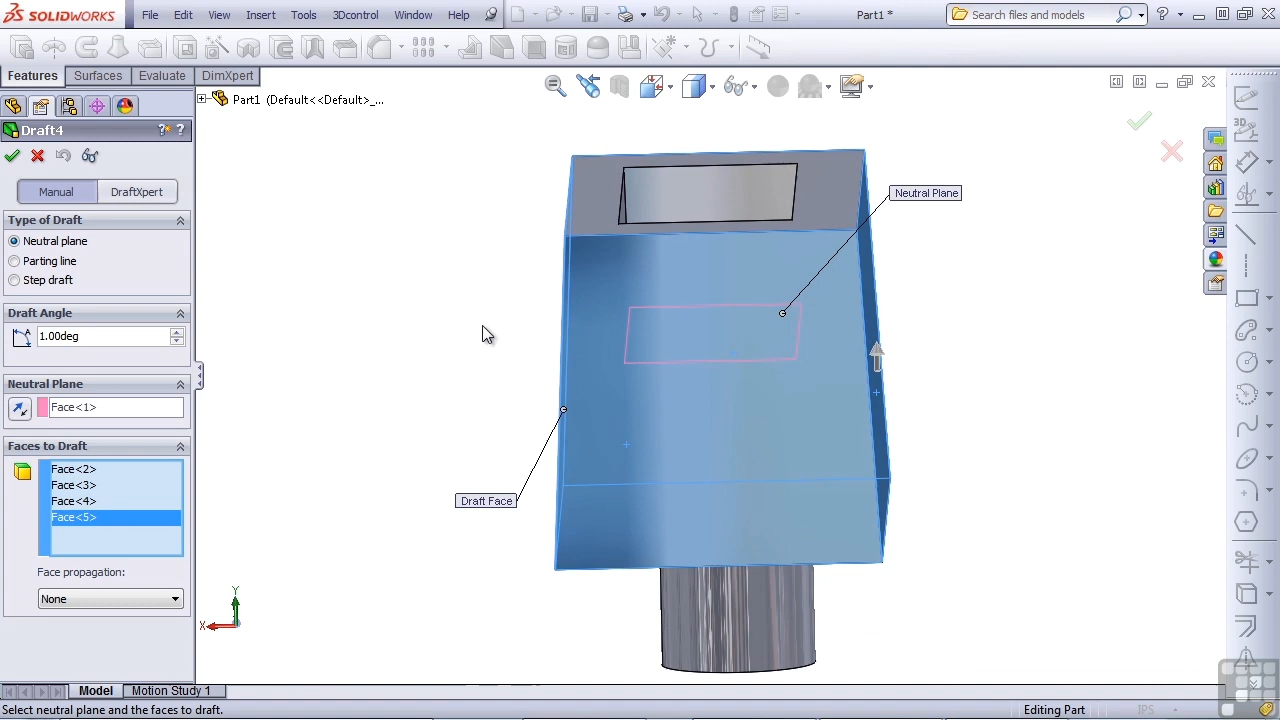 SOLIDWORKS File Edit View Insert Tools 3Dcontrol Window Help Part1 * Search files and models ?
Features Surfaces Evaluate DimXpert
Part1 (Default<<Default>_...
Draft4 ?
Manual DraftXpert
Type of Draft
Neutral plane
Parting line
Step draft
Draft Angle
1.00deg
Neutral Plane
Face<1>
Faces to Draft
Face<2>
Face<3>
Face<4>
Face<5>
Face propagation:
None
Neutral Plane
Draft Face
Y
X
3D
Model Motion Study 1
Select neutral plane and the faces to draft. Editing Part IPS